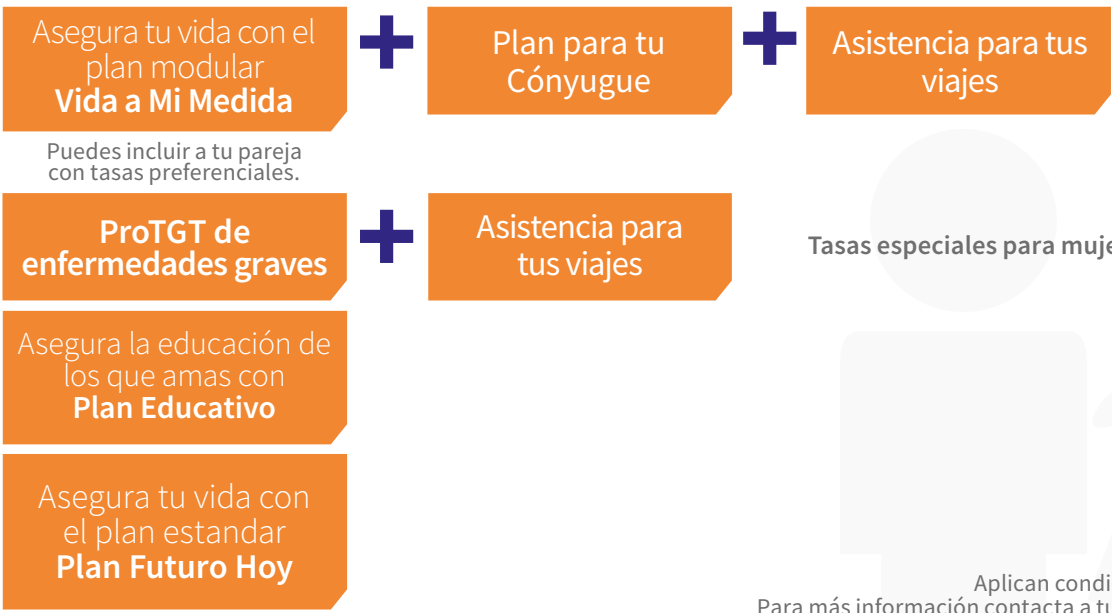 Asegura tu vida con el
plan modular
Vida a Mi Medida
Plan para tu
Cónyugue
Asistencia para tus
viajes
Puedes incluir a tu pareja
con tasas preferenciales.
ProTGT de
enfermedades graves
Asistencia para
tus viajes
Tasas especiales para muje
Asegura la educación de
los que amas con
Plan Educativo
Asegura tu vida con
el plan estandar
Plan Futuro Hoy
Aplican condi
Para más información contacta a tu